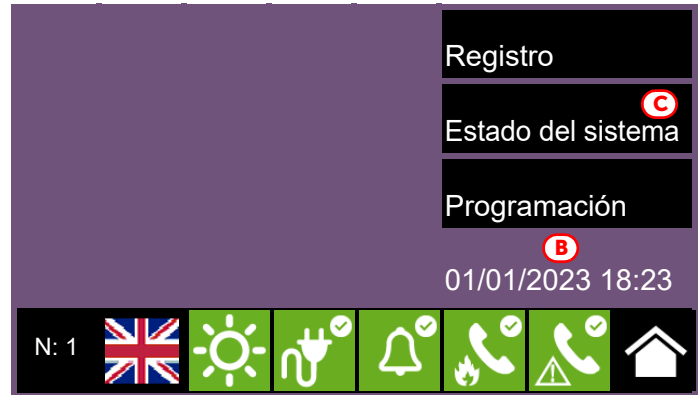 Registro
C
Estado del sistema
Programación
B
01/01/2023 18:23
N: 1